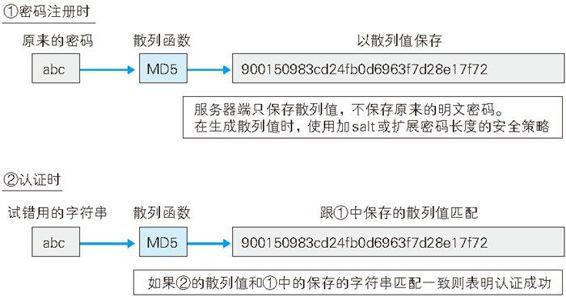 ①密码注册时
原来的密码 散列函数 以散列值保存
abc MD5 900150983cd24fb0d6963f7d28e17f72
服务器端只保存散列值，不保存原来的明文密码。
在生成散列值时，使用加salt或扩展密码长度的安全策略
②认证时
试错用的字符串 散列函数 跟①中保存的散列值匹配
abc MD5 900150983cd24fb0d6963f7d28e17f72
如果②的散列值和①中的保存的字符串匹配一致则表明认证成功